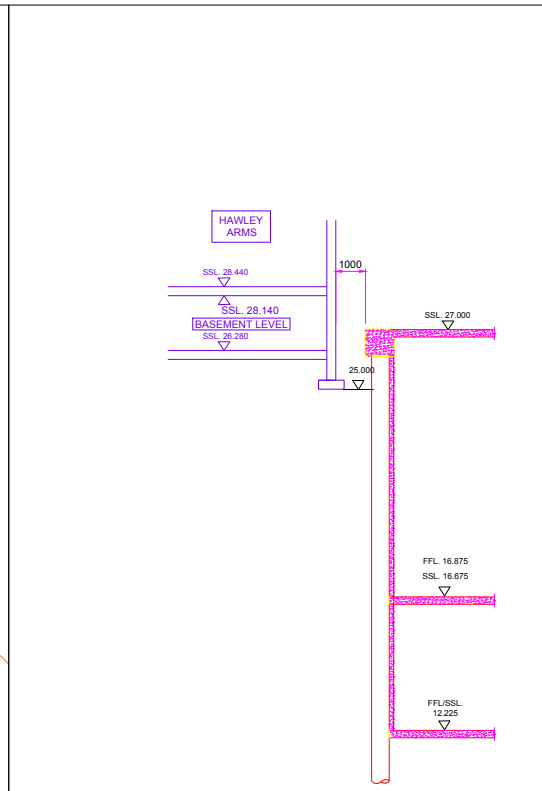 HAWLEY
ARMS
1000
SSL. 28.440
SSL. 28.140
BASEMENT LEVEL
SSL. 26.280
SSL. 27.000
25.000
FFL. 16.875
SSL. 16.675
FFL/SSL.
12.225